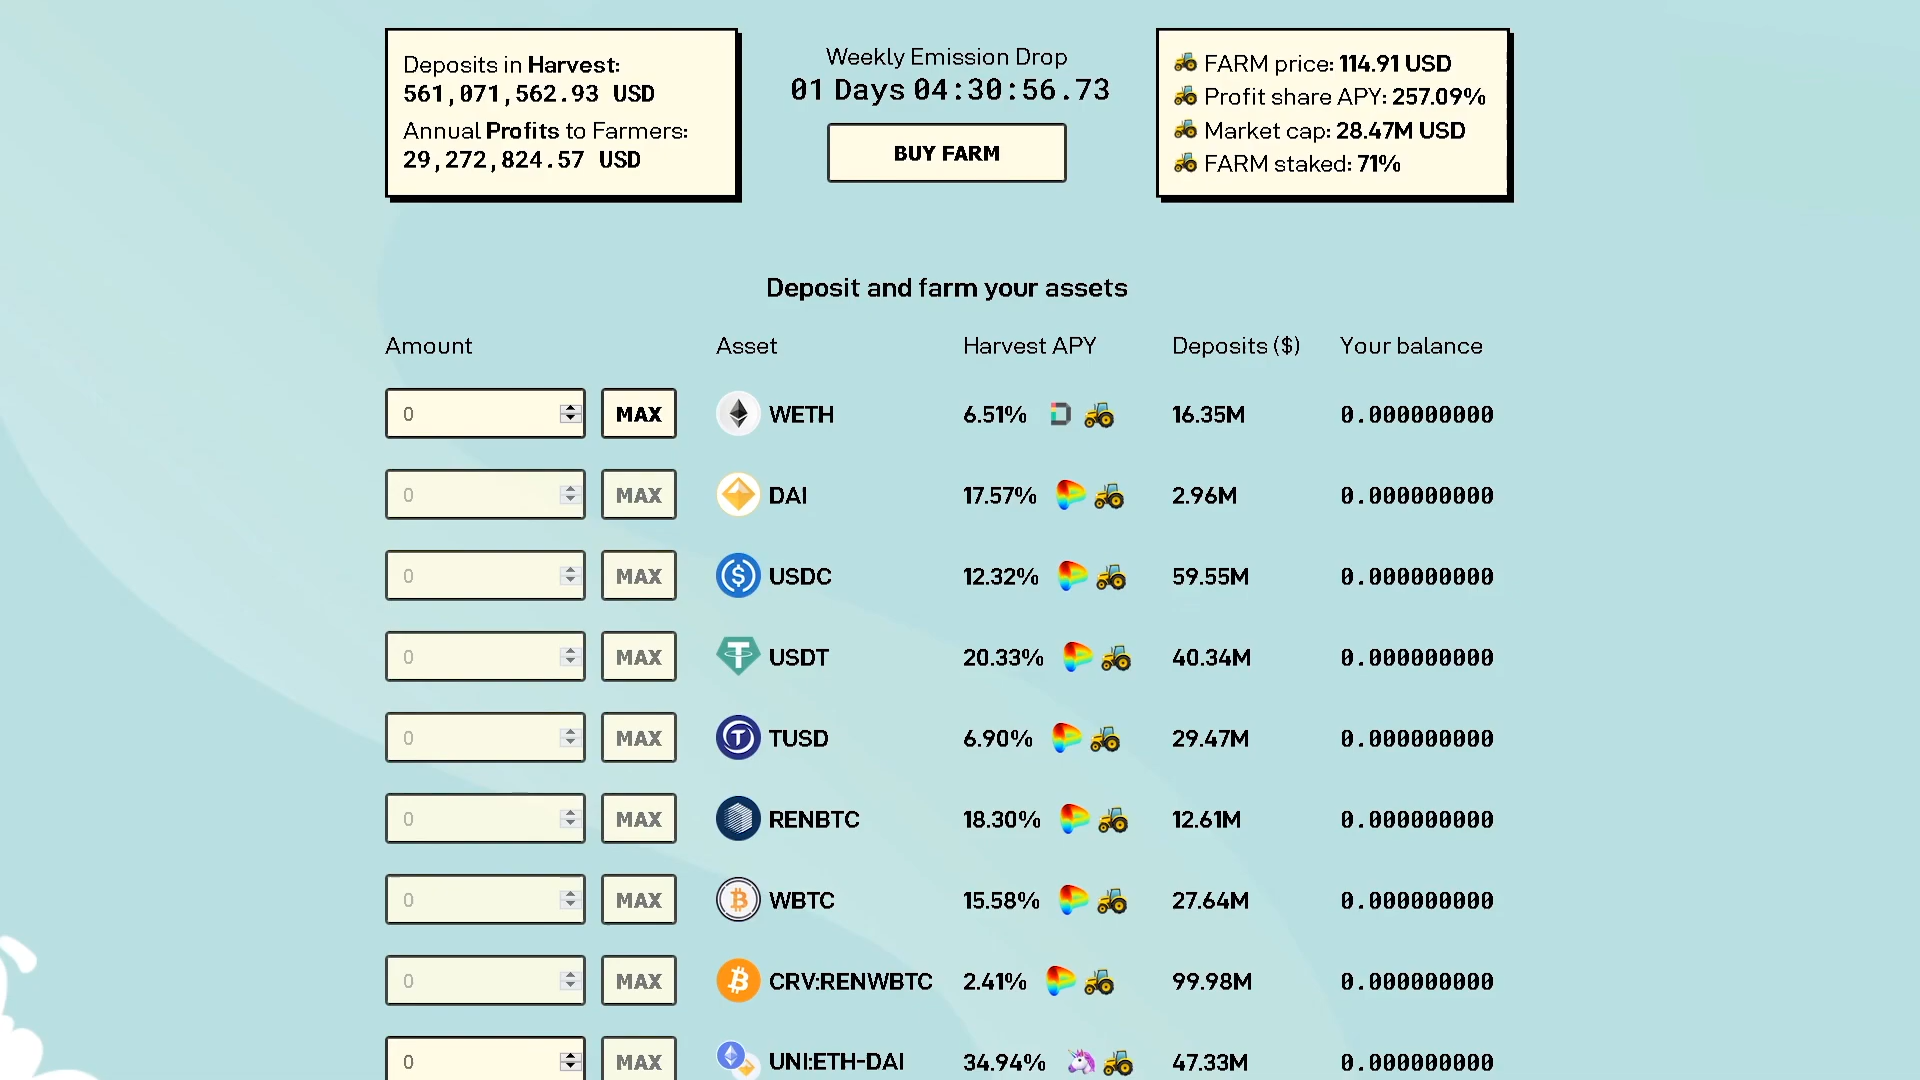 Deposits in Harvest:
561,071,562.93 USD
Annual Profits to Farmers:
29,272,824.57 USD
Weekly Emission Drop
01 Days 04:30:56.73
BUY FARM
FARM price: 114.91 USD
Profit share APY: 257.09%
Market cap: 28.47M USD
FARM staked: 71%
Deposit and farm your assets
Amount Asset Harvest APY Deposits ($) Your balance
0 MAX WETH 6.51% 16.35M 0.000000000
0 MAX DAI 17.57% 2.96M 0.000000000
0 MAX USDC 12.32% 59.55M 0.000000000
0 MAX USDT 20.33% 40.34M 0.000000000
0 MAX TUSD 6.90% 29.47M 0.000000000
0 MAX RENBTC 18.30% 12.61M 0.000000000
0 MAX WBTC 15.58% 27.64M 0.000000000
0 MAX CRV:RENWBTC 2.41% 99.98M 0.000000000
0 MAX UNI:ETH-DAI 34.94% 47.33M 0.000000000